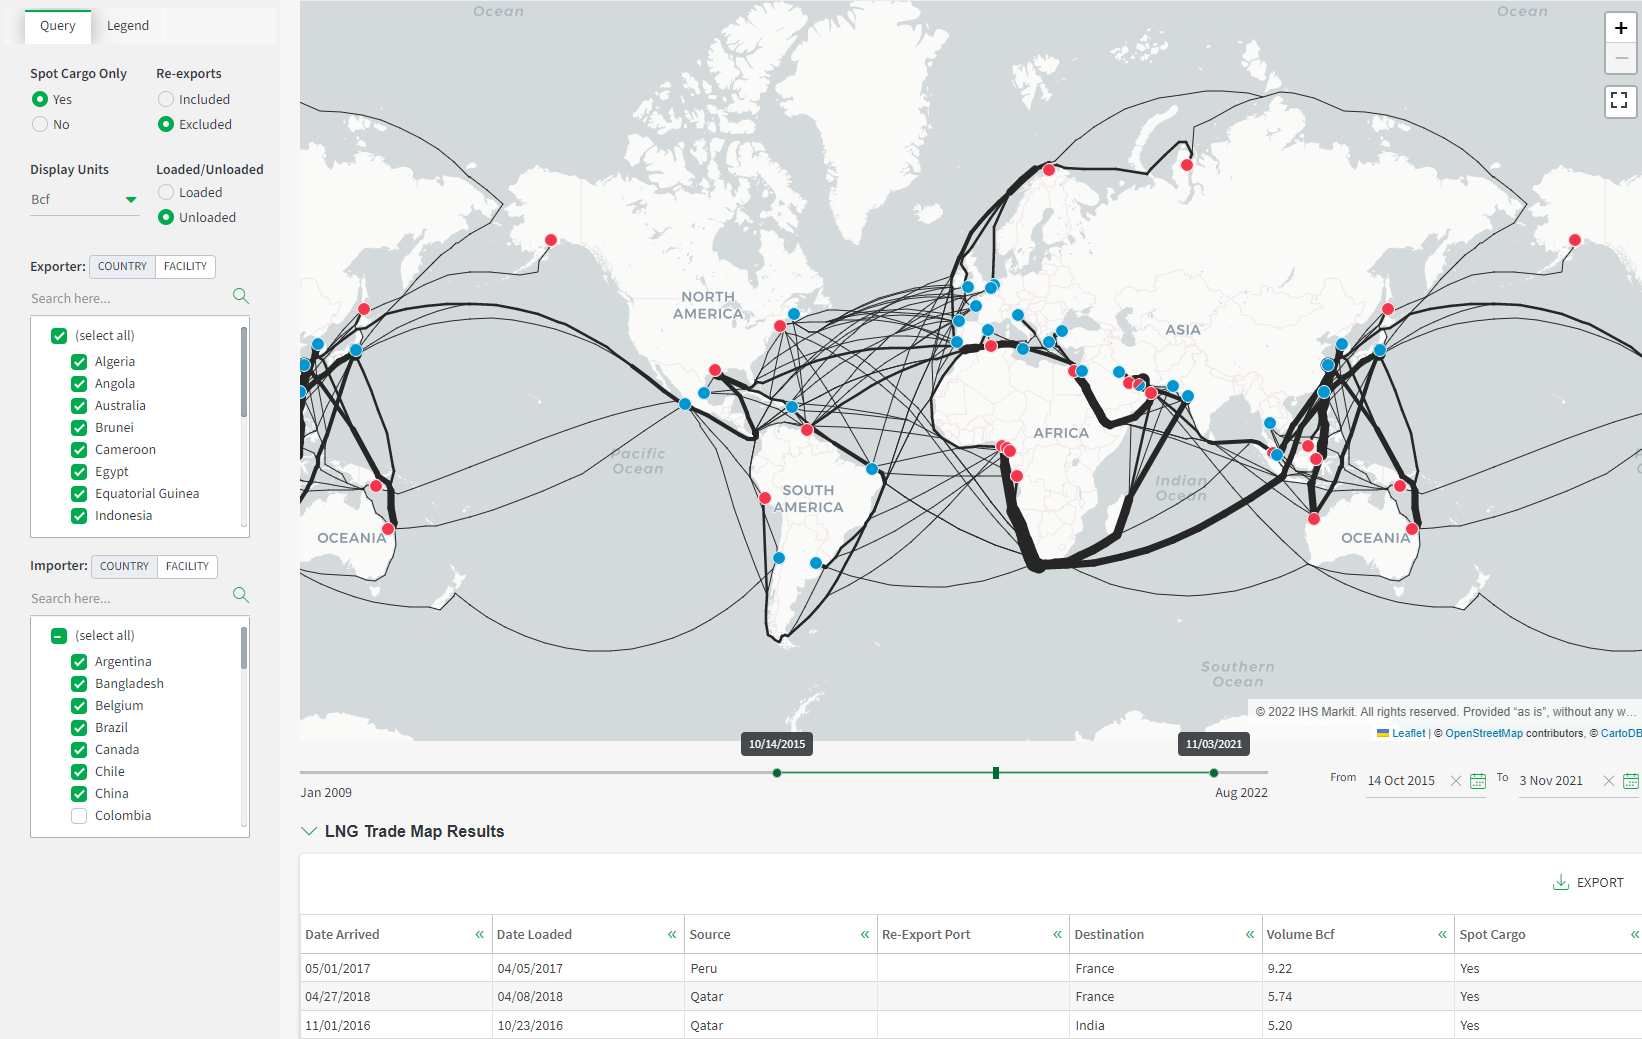 Query Legend
Spot Cargo Only Re-exports
Yes Included
No Excluded
Display Units Loaded/Unloaded
Bcf Loaded
Unloaded
Exporter: COUNTRY FACILITY
Search here...
(select all)
Algeria
Angola
Australia
Brunei
Cameroon
Egypt
Equatorial Guinea
Indonesia
Importer: COUNTRY FACILITY
Search here...
(select all)
Argentina
Bangladesh
Belgium
Brazil
Canada
Chile
China
Colombia
Ocean
Ocean
+
−
NORTH
AMERICA
ASIA
AFRICA
Pacific
Ocean
SOUTH
AMERICA
Indian
Ocean
OCEANIA
OCEANIA
Southern
Ocean
© 2022 IHS Markit. All rights reserved. Provided “as is”, without any w...
Leaflet | © OpenStreetMap contributors, © CartoDB
10/14/2015 11/03/2021
Jan 2009 Aug 2022
From 14 Oct 2015 To 3 Nov 2021
LNG Trade Map Results
EXPORT
Date Arrived Date Loaded Source Re-Export Port Destination Volume Bcf Spot Cargo
05/01/2017 04/05/2017 Peru France 9.22 Yes
04/27/2018 04/08/2018 Qatar France 5.74 Yes
11/01/2016 10/23/2016 Qatar India 5.20 Yes